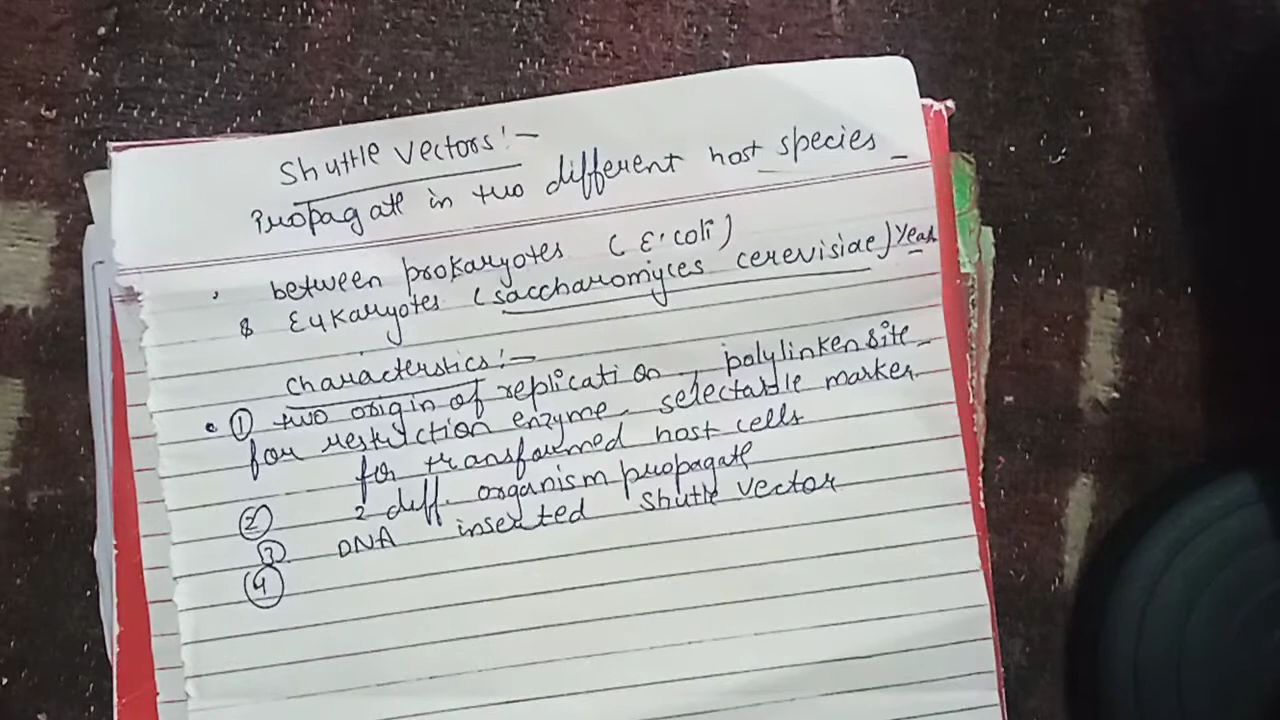 Shuttle Vectors:-
Propagate in two different host species -
between prokaryotes (E. coli)
& Eukaryotes (saccharomyces cerevisiae) Yeast
characterstics:-
① two origin of replication, polylinker site -
for restriction enzyme - selectable marker.
for transformed host cells
② 2 diff. organism propagate
③ DNA inserted shuttle vector
④